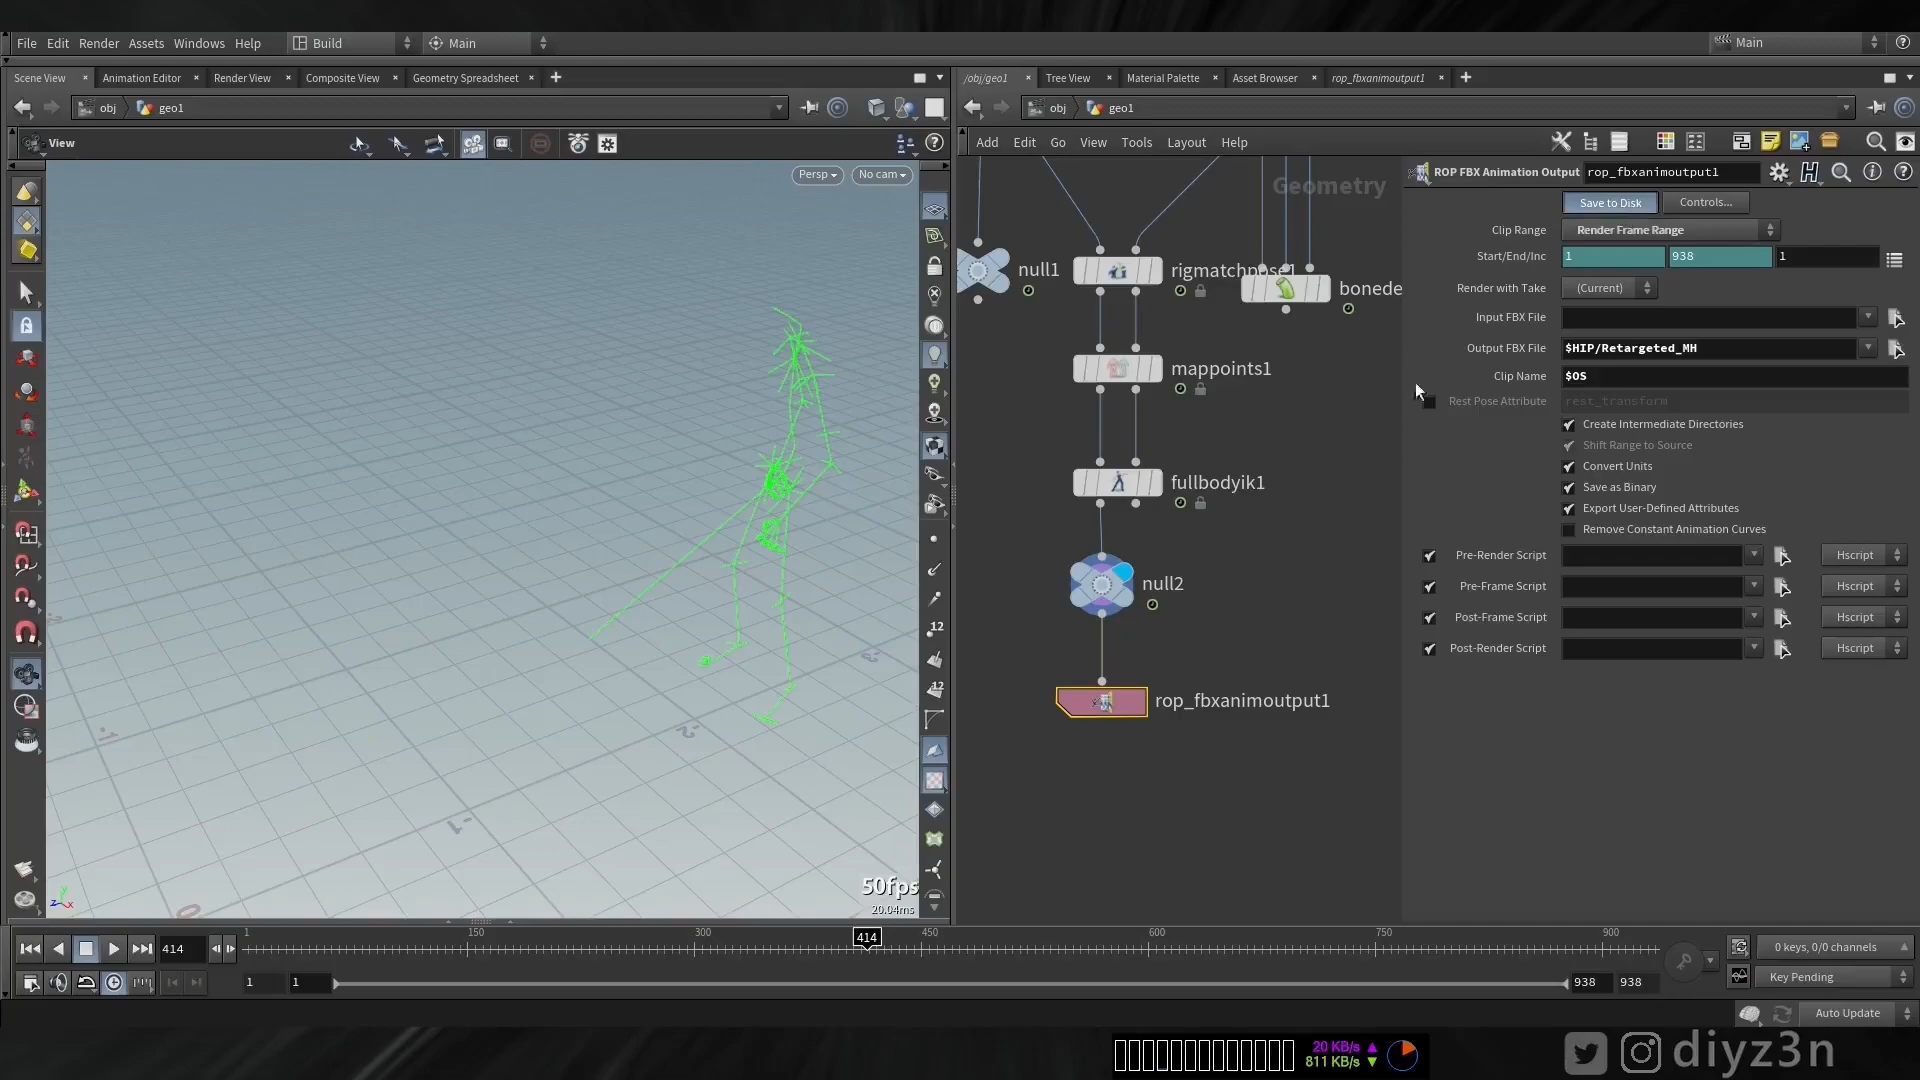 File Edit Render Assets Windows Help Build Main Main
Scene View Animation Editor Render View Composite View Geometry Spreadsheet
/obj/geo1 Tree View Material Palette Asset Browser rop_fbxanimoutput1
obj geo1
obj geo1
View
Add Edit Go View Tools Layout Help
Persp No cam
Geometry
ROP FBX Animation Output rop_fbxanimoutput1
Save to Disk Controls...
Clip Range Render Frame Range
Start/End/Inc 1 938 1
Render with Take (Current)
Input FBX File
Output FBX File $HIP/Retargeted_MH
Clip Name $OS
Rest Pose Attribute rest_transform
Create Intermediate Directories
Shift Range to Source
Convert Units
Save as Binary
Export User-Defined Attributes
Remove Constant Animation Curves
Pre-Render Script Hscript
Pre-Frame Script Hscript
Post-Frame Script Hscript
Post-Render Script Hscript
null1
rigmatchpose1
bonede
mappoints1
fullbodyik1
null2
rop_fbxanimoutput1
12
12
-1
-2
0
50fps
20.04ms
y
z x
414
1 150 300 414 450 600 750 900
0 keys, 0/0 channels
1 1 938 938
Key Pending
Auto Update
20 KB/s
811 KB/s
diyz3n